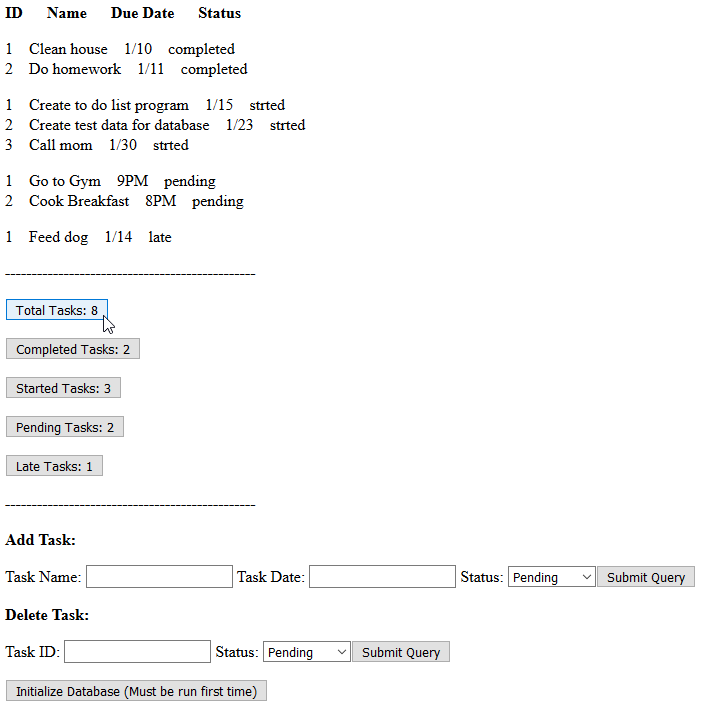 ID Name Due Date Status
1 Clean house 1/10 completed
2 Do homework 1/11 completed
1 Create to do list program 1/15 strted
2 Create test data for database 1/23 strted
3 Call mom 1/30 strted
1 Go to Gym 9PM pending
2 Cook Breakfast 8PM pending
1 Feed dog 1/14 late
-----------------------------------------------
Total Tasks: 8
Completed Tasks: 2
Started Tasks: 3
Pending Tasks: 2
Late Tasks: 1
-----------------------------------------------
Add Task:
Task Name: Task Date: Status: Pending Submit Query
Delete Task:
Task ID: Status: Pending Submit Query
Initialize Database (Must be run first time)